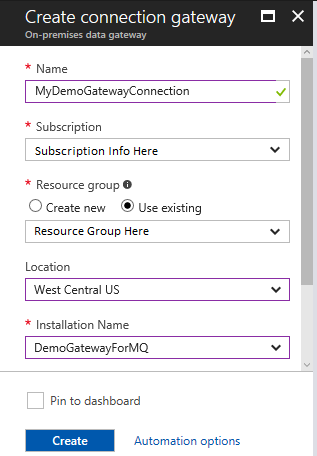 Create connection gateway
On-premises data gateway
* Name
MyDemoGatewayConnection
* Subscription
Subscription Info Here
* Resource group
Create new Use existing
Resource Group Here
Location
West Central US
* Installation Name
DemoGatewayForMQ
Pin to dashboard
Create Automation options